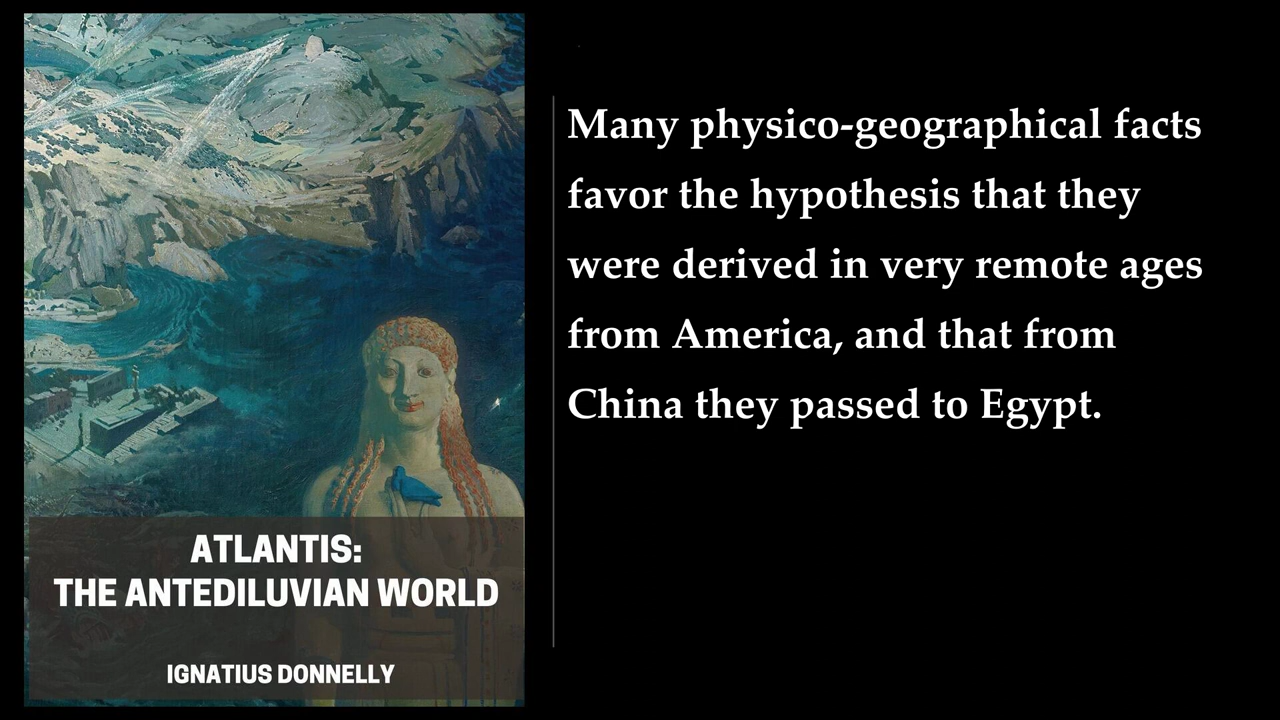 ATLANTIS:
THE ANTEDILUVIAN WORLD
IGNATIUS DONNELLY
Many physico-geographical facts
favor the hypothesis that they
were derived in very remote ages
from America, and that from
China they passed to Egypt.